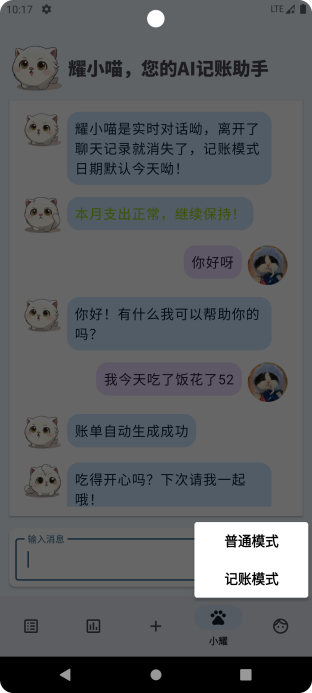 10:17
LTE
耀小喵，您的AI记账助手
耀小喵是实时对话呦，离开了
聊天记录就消失了，记账模式
日期默认今天呦！
本月支出正常，继续保持！
你好呀
你好！有什么我可以帮助你的
吗？
我今天吃了饭花了52
账单自动生成成功
吃得开心吗？下次请我一起
哦！
输入消息
普通模式
记账模式
小耀